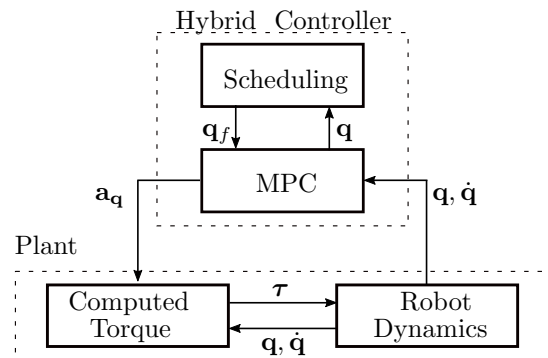 Hybrid Controller
Scheduling
q_f
q
MPC
a_q
q, q̇
Plant
Computed
Torque
τ
q, q̇
Robot
Dynamics